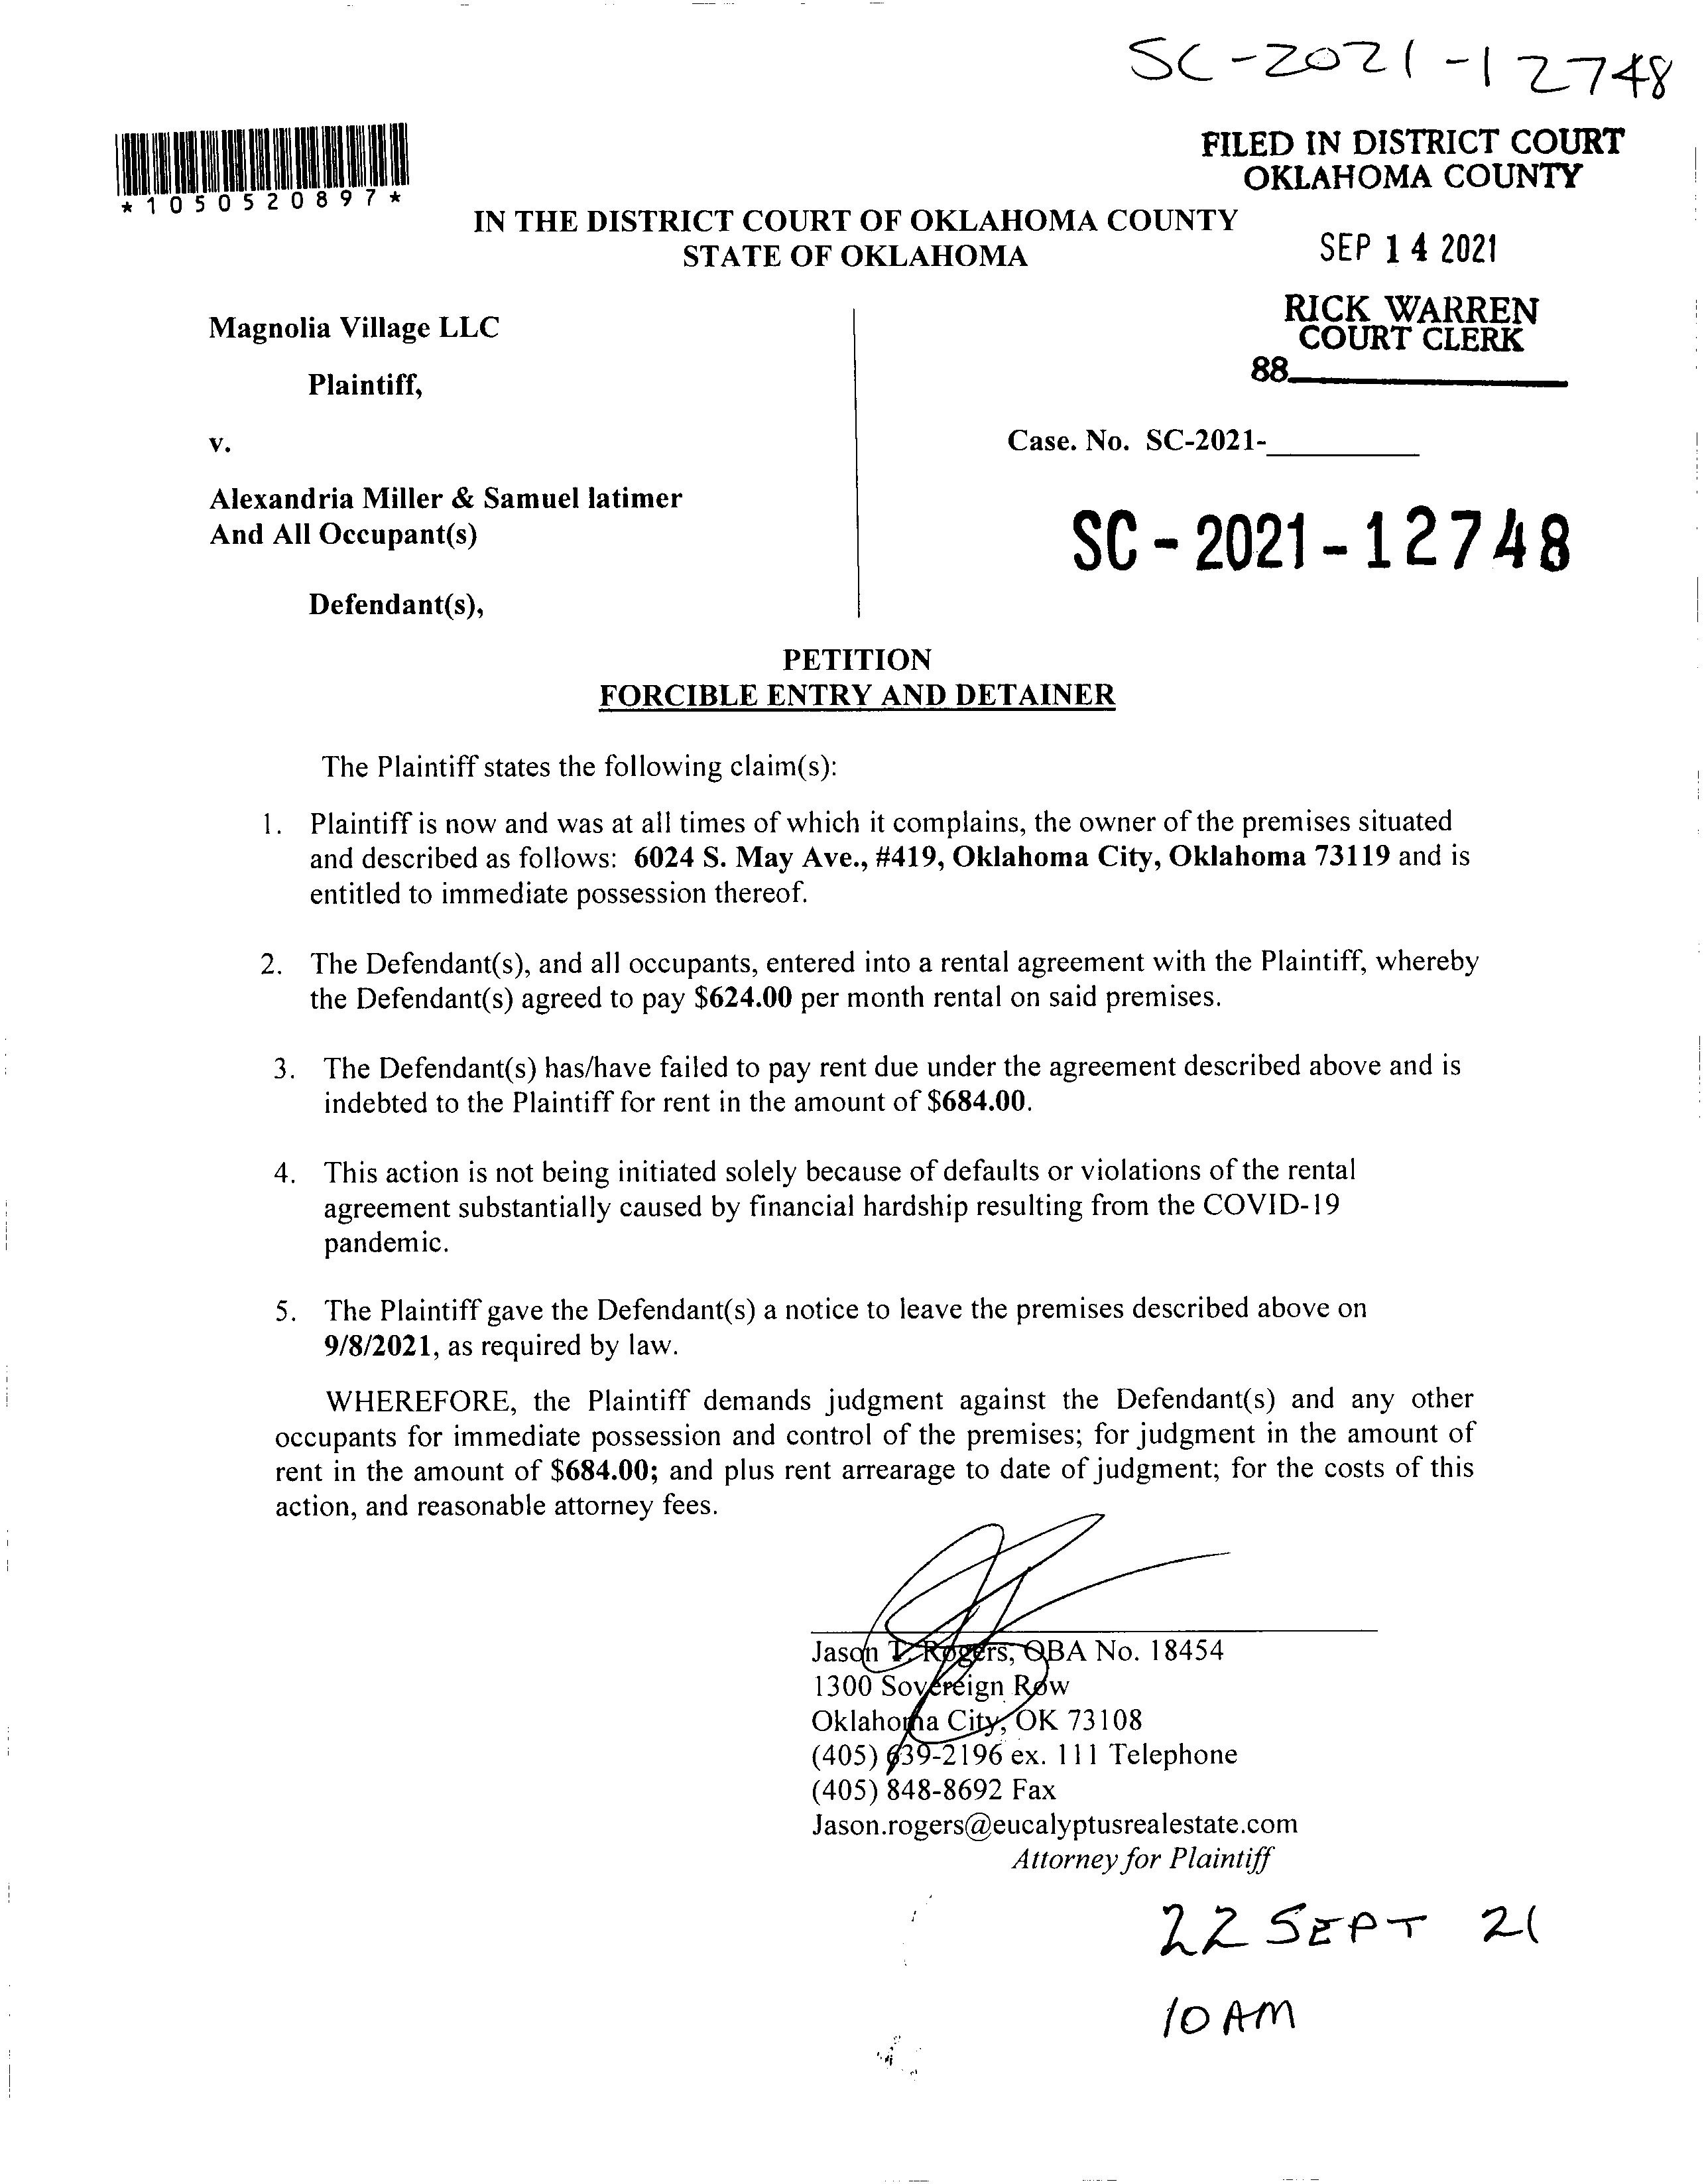 SC-2021-12748
*1050520897*
FILED IN DISTRICT COURT
OKLAHOMA COUNTY
IN THE DISTRICT COURT OF OKLAHOMA COUNTY
STATE OF OKLAHOMA
SEP 14 2021
RICK WARREN
COURT CLERK
88
Magnolia Village LLC
Plaintiff,
v.
Case. No. SC-2021-
Alexandria Miller & Samuel latimer
And All Occupant(s)
SC-2021-12748
Defendant(s),
PETITION
FORCIBLE ENTRY AND DETAINER
The Plaintiff states the following claim(s):
1. Plaintiff is now and was at all times of which it complains, the owner of the premises situated
and described as follows: 6024 S. May Ave., #419, Oklahoma City, Oklahoma 73119 and is
entitled to immediate possession thereof.
2. The Defendant(s), and all occupants, entered into a rental agreement with the Plaintiff, whereby
the Defendant(s) agreed to pay $624.00 per month rental on said premises.
3. The Defendant(s) has/have failed to pay rent due under the agreement described above and is
indebted to the Plaintiff for rent in the amount of $684.00.
4. This action is not being initiated solely because of defaults or violations of the rental
agreement substantially caused by financial hardship resulting from the COVID-19
pandemic.
5. The Plaintiff gave the Defendant(s) a notice to leave the premises described above on
9/8/2021, as required by law.
WHEREFORE, the Plaintiff demands judgment against the Defendant(s) and any other
occupants for immediate possession and control of the premises; for judgment in the amount of
rent in the amount of $684.00; and plus rent arrearage to date of judgment; for the costs of this
action, and reasonable attorney fees.
Jason T. Rogers, OBA No. 18454
1300 Sovereign Row
Oklahoma City, OK 73108
(405) 639-2196 ex. 111 Telephone
(405) 848-8692 Fax
Jason.rogers@eucalyptusrealestate.com
Attorney for Plaintiff
22 SEPT 21
10 AM